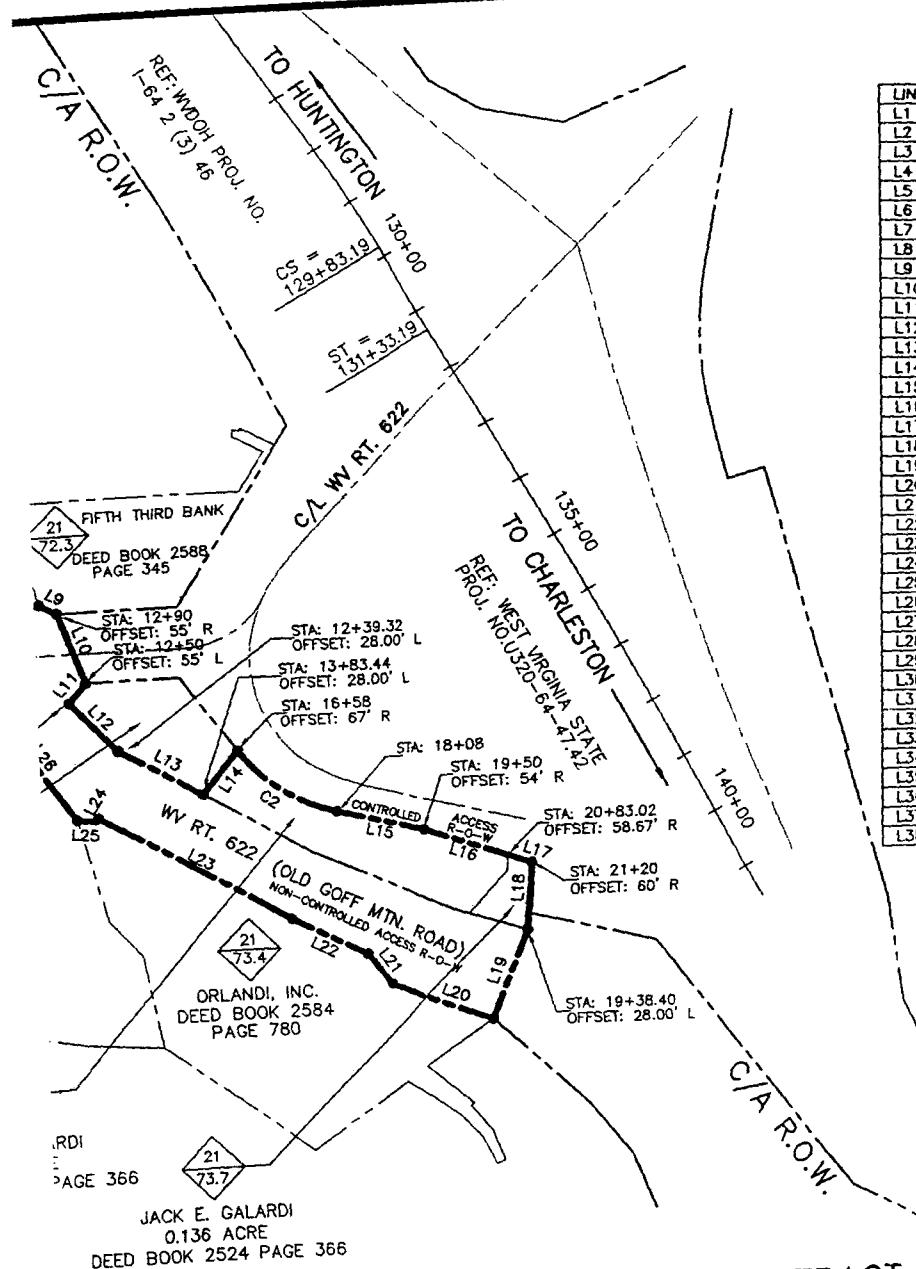 C/A R.O.W.
REF: WVDOH PROJ. NO.
I-64 2 (3) 46
TO HUNTINGTON
130+00
CS =
129+83.19
ST =
131+33.19
C/L WV RT. 622
135+00
TO CHARLESTON
REF: WEST VIRGINIA STATE
PROJ. NO.U320-64-47.42
140+00
21
72.3
FIFTH THIRD BANK
DEED BOOK 2588
PAGE 345
L9
L10
L11
L12
L13
L14
C2
STA: 12+90
OFFSET: 55' R
STA: 12+50
OFFSET: 55' L
STA: 12+39.32
OFFSET: 28.00' L
STA: 13+83.44
OFFSET: 28.00' L
STA: 16+58
OFFSET: 67' R
STA: 18+08
STA: 19+50
OFFSET: 54' R
CONTROLLED
ACCESS
R-O-W
L15
L16
L17
L18
STA: 20+83.02
OFFSET: 58.67' R
STA: 21+20
OFFSET: 60' R
L19
STA: 19+38.40
OFFSET: 28.00' L
L20
L21
L22
L23
L24
L25
26
WV RT. 622
(OLD GOFF MTN. ROAD)
NON-CONTROLLED ACCESS R-O-W
21
73.4
ORLANDI, INC.
DEED BOOK 2584
PAGE 780
C/A R.O.W.
RDI
PAGE 366
21
73.7
JACK E. GALARDI
0.136 ACRE
DEED BOOK 2524 PAGE 366
LIN
L1
L2
L3
L4
L5
L6
L7
L8
L9